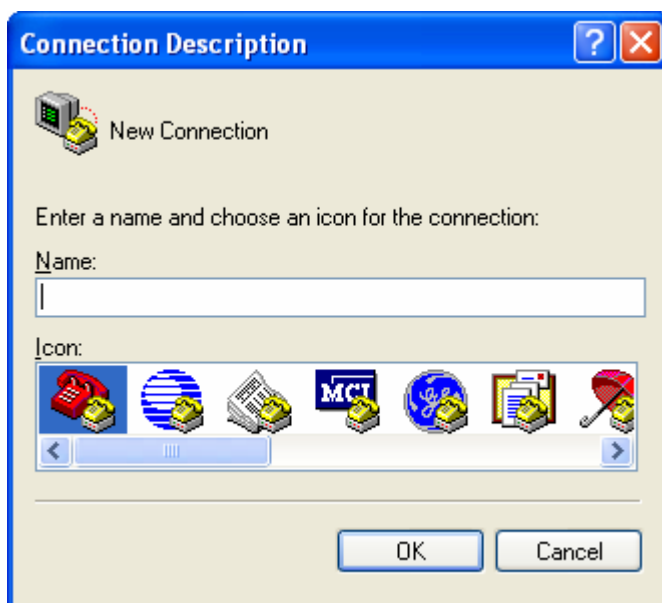 Connection Description
New Connection
Enter a name and choose an icon for the connection:
Name:
Icon:
MCI
OK Cancel